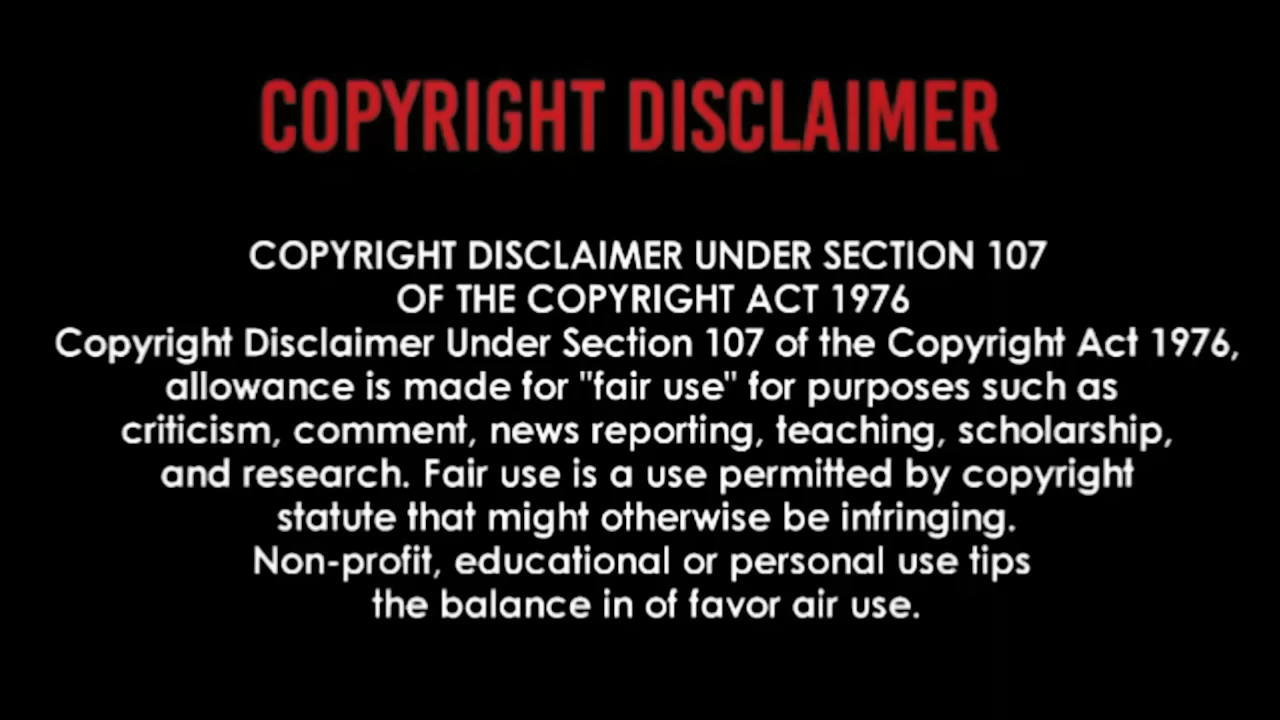 COPYRIGHT DISCLAIMER
COPYRIGHT DISCLAIMER UNDER SECTION 107
OF THE COPYRIGHT ACT 1976
Copyright Disclaimer Under Section 107 of the Copyright Act 1976,
allowance is made for "fair use" for purposes such as
criticism, comment, news reporting, teaching, scholarship,
and research. Fair use is a use permitted by copyright
statute that might otherwise be infringing.
Non-profit, educational or personal use tips
the balance in of favor air use.